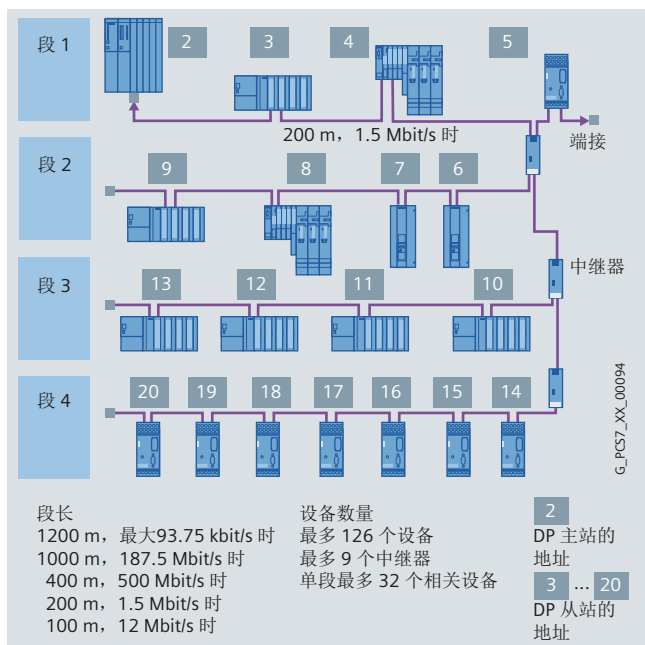 段 1
2
3
4
5
200 m，1.5 Mbit/s 时
端接
段 2
9
8
7
6
中继器
段 3
13
12
11
10
段 4
20
19
18
17
16
15
14
G_PCS7_XX_00094
段长
1200 m，最大93.75 kbit/s 时
1000 m，187.5 Mbit/s 时
400 m，500 Mbit/s 时
200 m，1.5 Mbit/s 时
100 m，12 Mbit/s 时
设备数量
最多 126 个设备
最多 9 个中继器
单段最多 32 个相关设备
2
DP 主站的
地址
3 ... 20
DP 从站的
地址